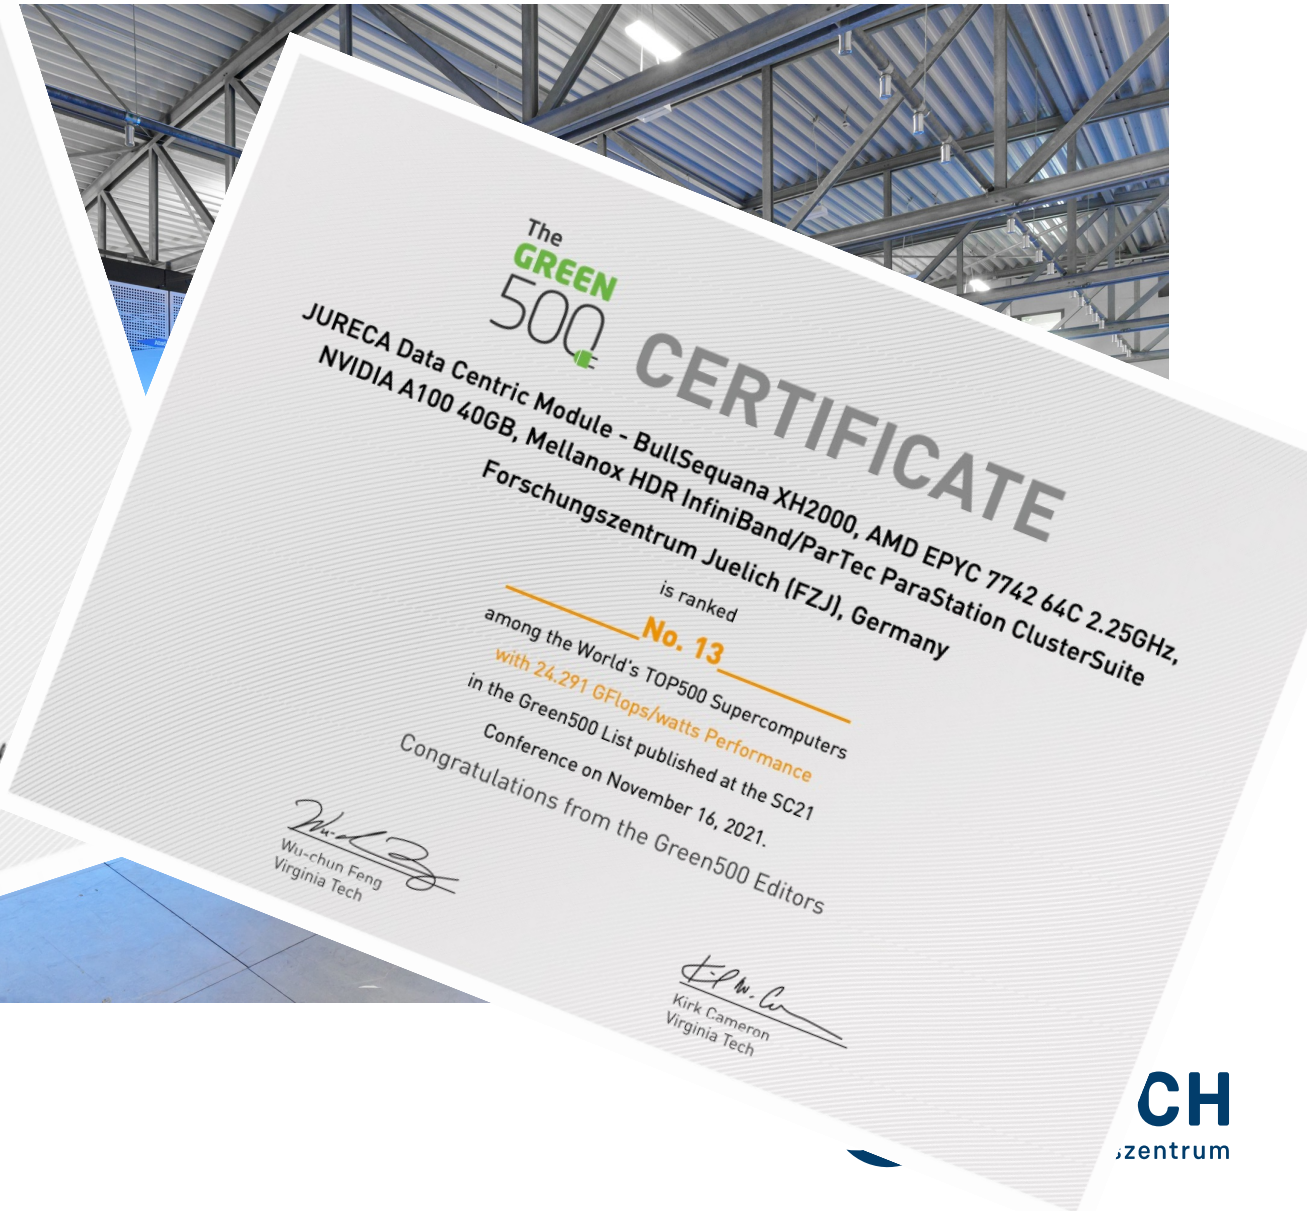 The
GREEN
500
CERTIFICATE
JURECA Data Centric Module - BullSequana XH2000, AMD EPYC 7742 64C 2.25GHz,
NVIDIA A100 40GB, Mellanox HDR InfiniBand/ParTec ParaStation ClusterSuite
Forschungszentrum Juelich (FZJ), Germany
is ranked
No. 13
among the World's TOP500 Supercomputers
with 24.291 GFlops/watts Performance
in the Green500 List published at the SC21
Conference on November 16, 2021.
Congratulations from the Green500 Editors
Wu-chun Feng
Virginia Tech
Kirk Cameron
Virginia Tech
CH
szentrum